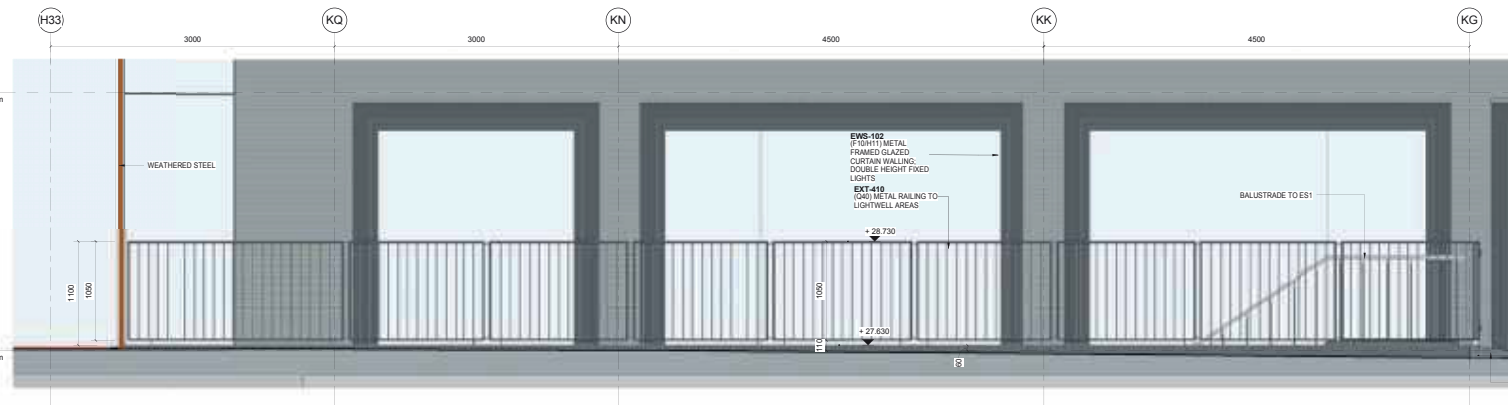 H33
KQ
KN
KK
KG
3000
3000
4500
4500
m
WEATHERED STEEL
EWS-102
(F10/H11) METAL
FRAMED GLAZED
CURTAIN WALLING;
DOUBLE HEIGHT FIXED
LIGHTS
EXT-410
(Q40) METAL RAILING TO
LIGHTWELL AREAS
BALUSTRADE TO ES1
+ 28.730
1100
1050
1050
+ 27.630
110
60
m